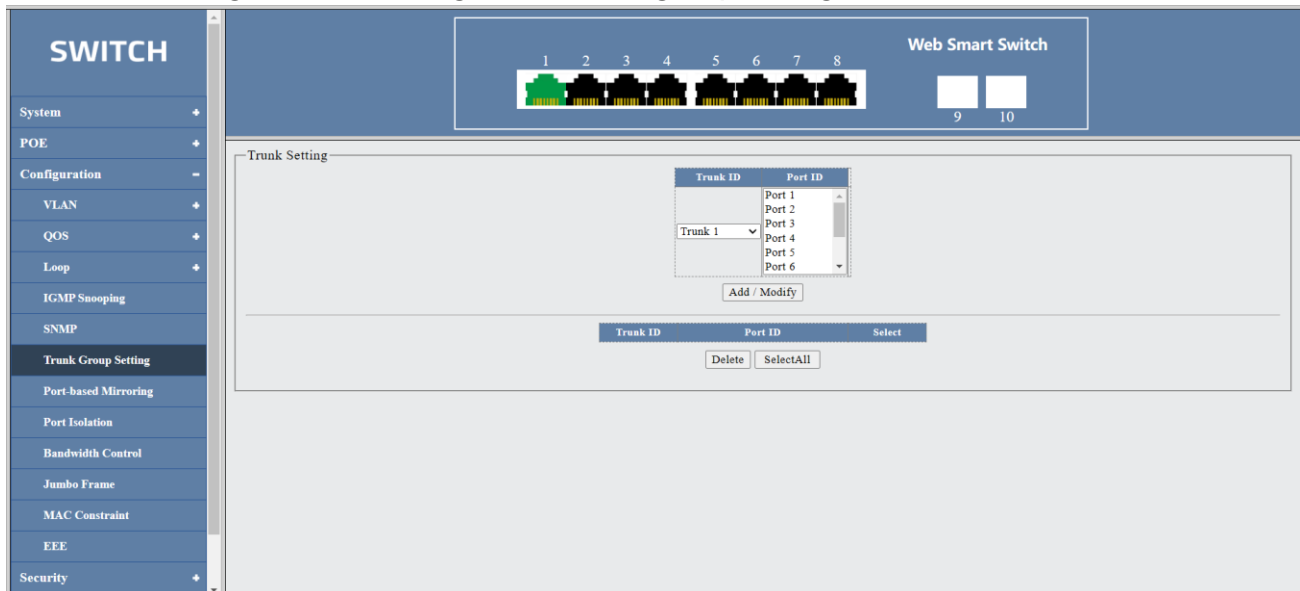 SWITCH
System
POE
Configuration
VLAN
QOS
Loop
IGMP Snooping
SNMP
Trunk Group Setting
Port-based Mirroring
Port Isolation
Bandwidth Control
Jumbo Frame
MAC Constraint
EEE
Security
Web Smart Switch
1 2 3 4 5 6 7 8
9 10
Trunk Setting
Trunk ID Port ID
Trunk 1
Port 1
Port 2
Port 3
Port 4
Port 5
Port 6
Add / Modify
Trunk ID Port ID Select
Delete SelectAll